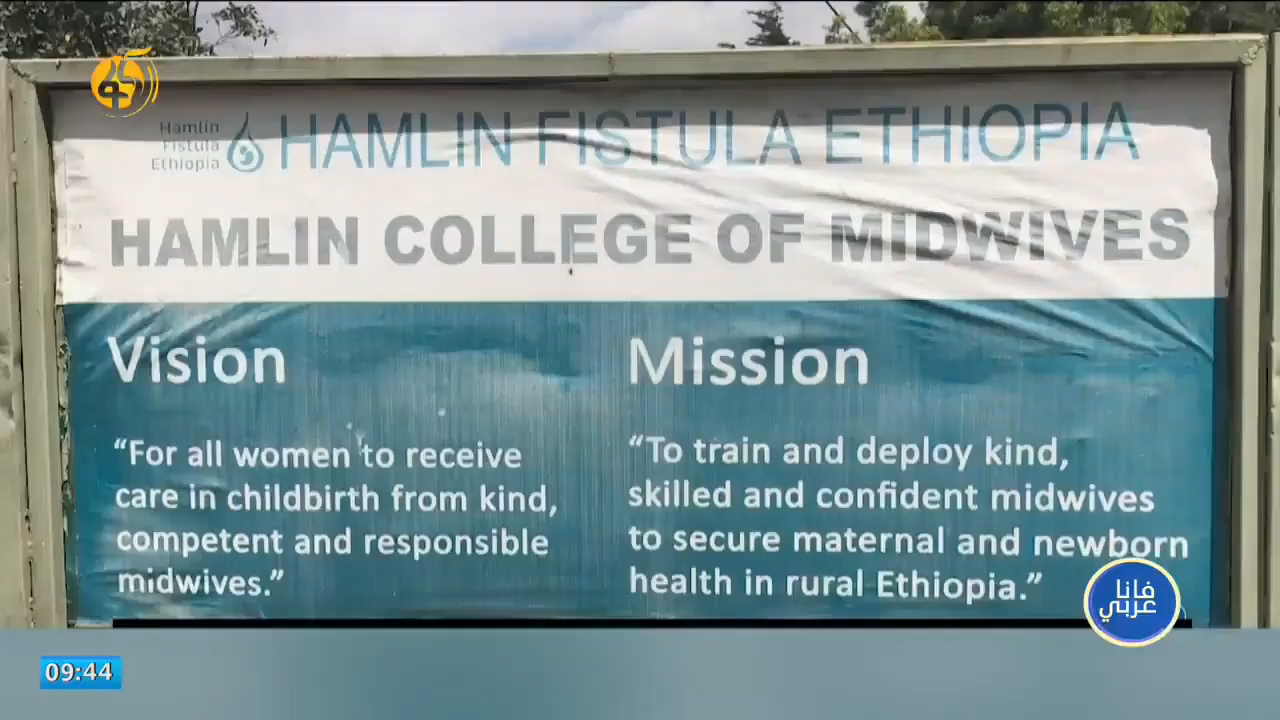 Hamlin
Fistula
Ethiopia
HAMLIN FISTULA ETHIOPIA
HAMLIN COLLEGE OF MIDWIVES
Vision
“For all women to receive
care in childbirth from kind,
competent and responsible
midwives.”
Mission
“To train and deploy kind,
skilled and confident midwives
to secure maternal and newborn
health in rural Ethiopia.”
فانا
عربي
09:44